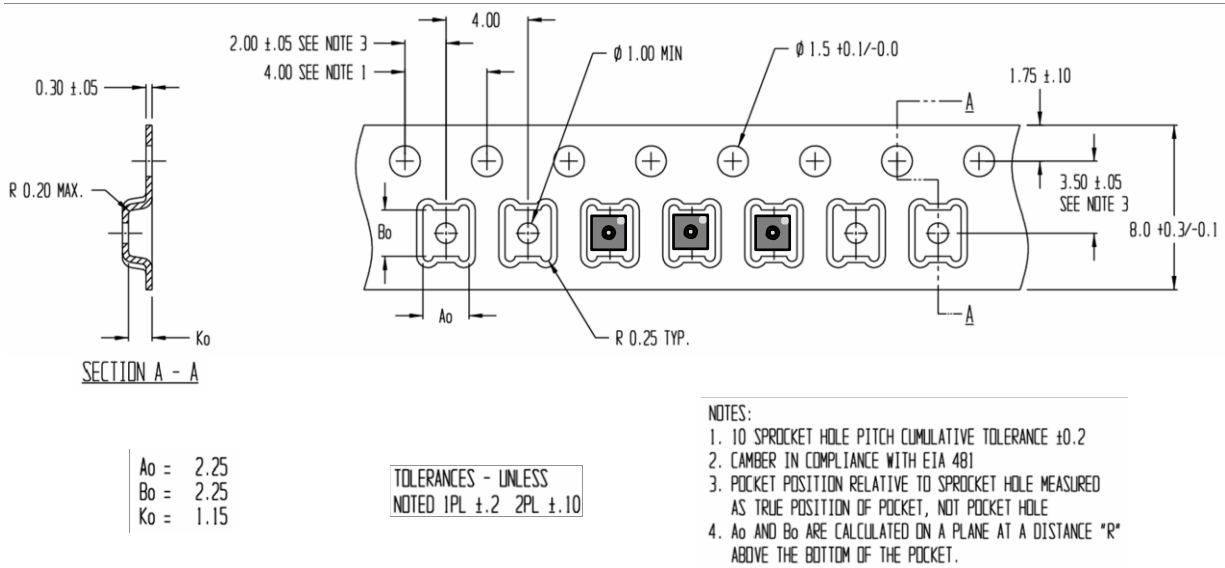 4.00
2.00 ±.05 SEE NOTE 3
4.00 SEE NOTE 1
Ø 1.00 MIN
Ø 1.5 +0.1/-0.0
1.75 ±.10
0.30 ±.05
A
R 0.20 MAX.
3.50 ±.05
SEE NOTE 3
Bo
8.0 +0.3/-0.1
Ao
A
Ko
R 0.25 TYP.
SECTION A - A
Ao = 2.25
Bo = 2.25
Ko = 1.15
TOLERANCES - UNLESS
NOTED 1PL ±.2 2PL ±.10
NOTES:
1. 10 SPROCKET HOLE PITCH CUMULATIVE TOLERANCE ±0.2
2. CAMBER IN COMPLIANCE WITH EIA 481
3. POCKET POSITION RELATIVE TO SPROCKET HOLE MEASURED
AS TRUE POSITION OF POCKET, NOT POCKET HOLE
4. Ao AND Bo ARE CALCULATED ON A PLANE AT A DISTANCE "R"
ABOVE THE BOTTOM OF THE POCKET.